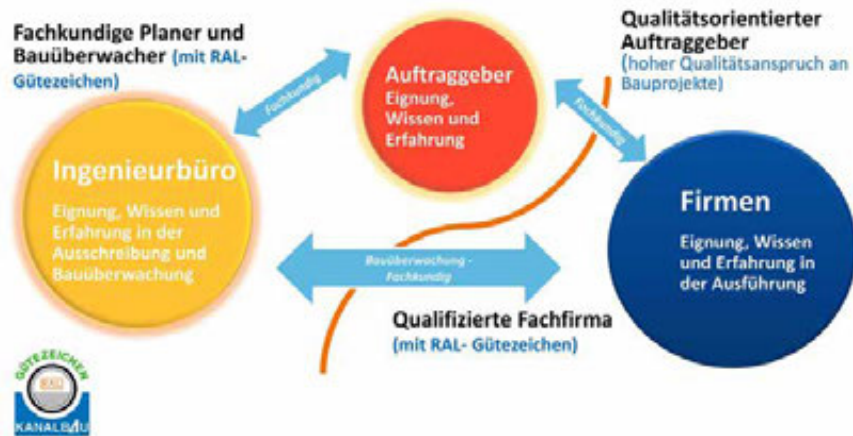 Fachkundige Planer und
Bauüberwacher (mit RAL-
Gütezeichen)
Fachkundig
Auftraggeber
Eignung,
Wissen und
Erfahrung
Qualitätsorientierter
Auftraggeber
(hoher Qualitätsanspruch an
Bauprojekte)
Fachkundig
Ingenieurbüro
Eignung, Wissen und
Erfahrung in der
Ausschreibung und
Bauüberwachung
Bauüberwachung -
Fachkundig
Firmen
Eignung, Wissen
und Erfahrung in
der Ausführung
Qualifizierte Fachfirma
(mit RAL- Gütezeichen)
GÜTEZEICHEN
KANALBAU